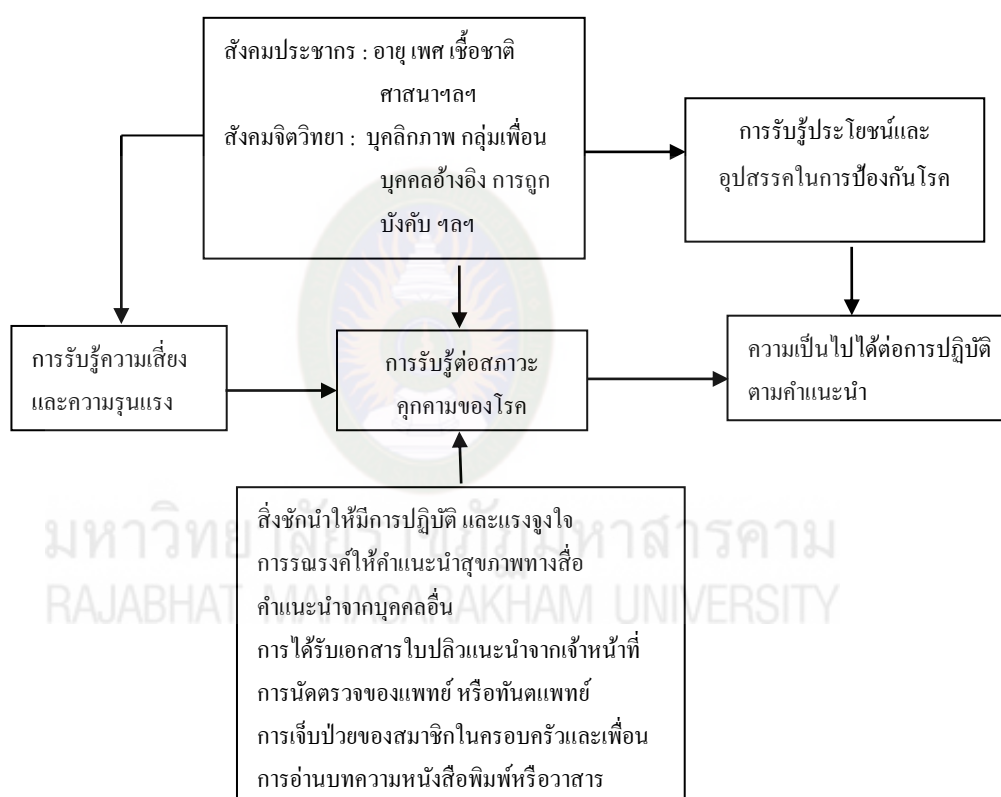 สังคมประชากร : อายุ เพศ เชื้อชาติ
ศาสนาฯลฯ
สังคมจิตวิทยา : บุคลิกภาพ กลุ่มเพื่อน
บุคคลอ้างอิง การถูก
บังคับ ฯลฯ
การรับรู้ประโยชน์และ
อุปสรรคในการป้องกันโรค
การรับรู้ความเสี่ยง
และความรุนแรง
การรับรู้ต่อสภาวะ
คุกคามของโรค
ความเป็นไปได้ต่อการปฏิบัติ
ตามคำแนะนำ
สิ่งชักนำให้มีการปฏิบัติ และแรงจูงใจ
การรณรงค์ให้คำแนะนำสุขภาพทางสื่อ
คำแนะนำจากบุคคลอื่น
การได้รับเอกสารใบปลิวแนะนำจากเจ้าหน้าที่
การนัดตรวจของแพทย์ หรือทันตแพทย์
การเจ็บป่วยของสมาชิกในครอบครัวและเพื่อน
การอ่านบทความหนังสือพิมพ์หรือวาสาร
มหาวิทยาลัยราชภัฏมหาสารคาม
RAJABHAT MAHASARAKHAM UNIVERSITY